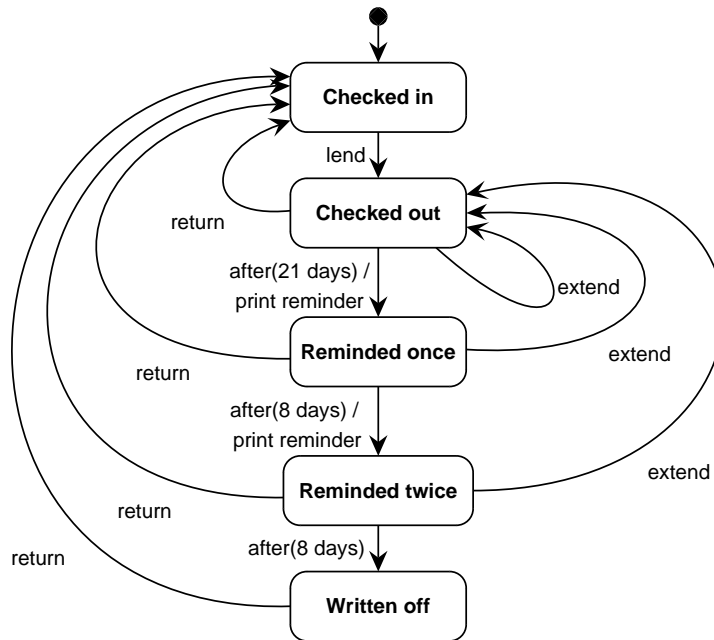 Checked in
lend
Checked out
return
after(21 days) /
print reminder
extend
Reminded once
extend
return
after(8 days) /
print reminder
Reminded twice
extend
return
after(8 days)
return
Written off